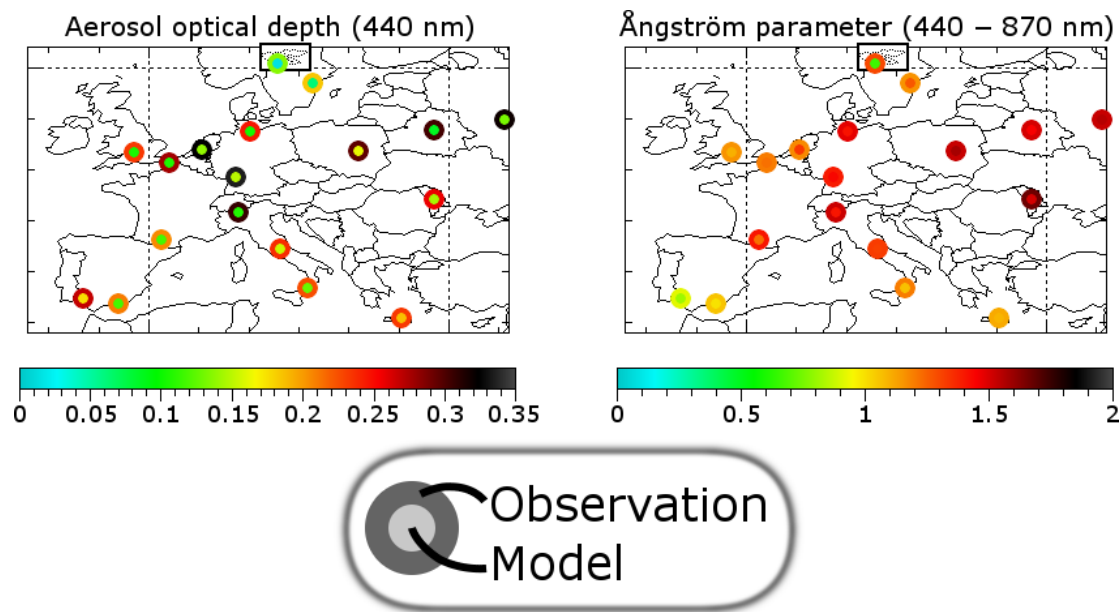 Aerosol optical depth (440 nm)
Ångström parameter (440 – 870 nm)
0 0.05 0.1 0.15 0.2 0.25 0.3 0.35
0 0.5 1 1.5 2
Observation
Model